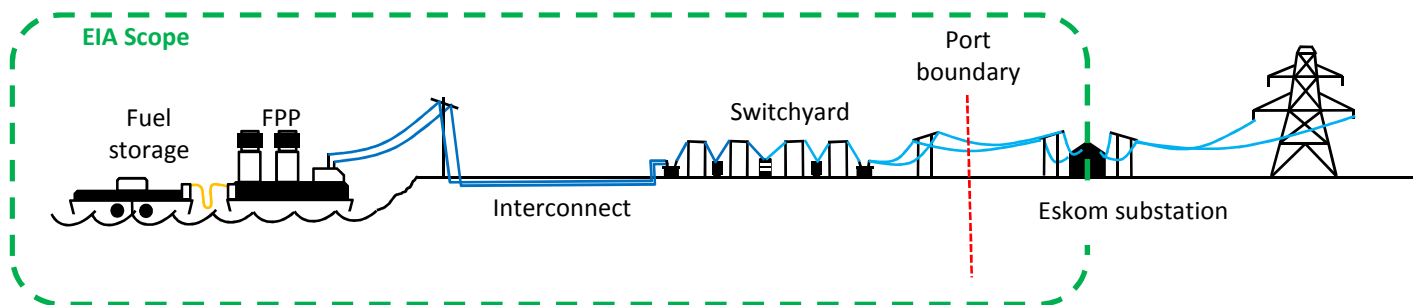 EIA Scope
Port
boundary
Fuel
storage
FPP
Switchyard
Interconnect
Eskom substation